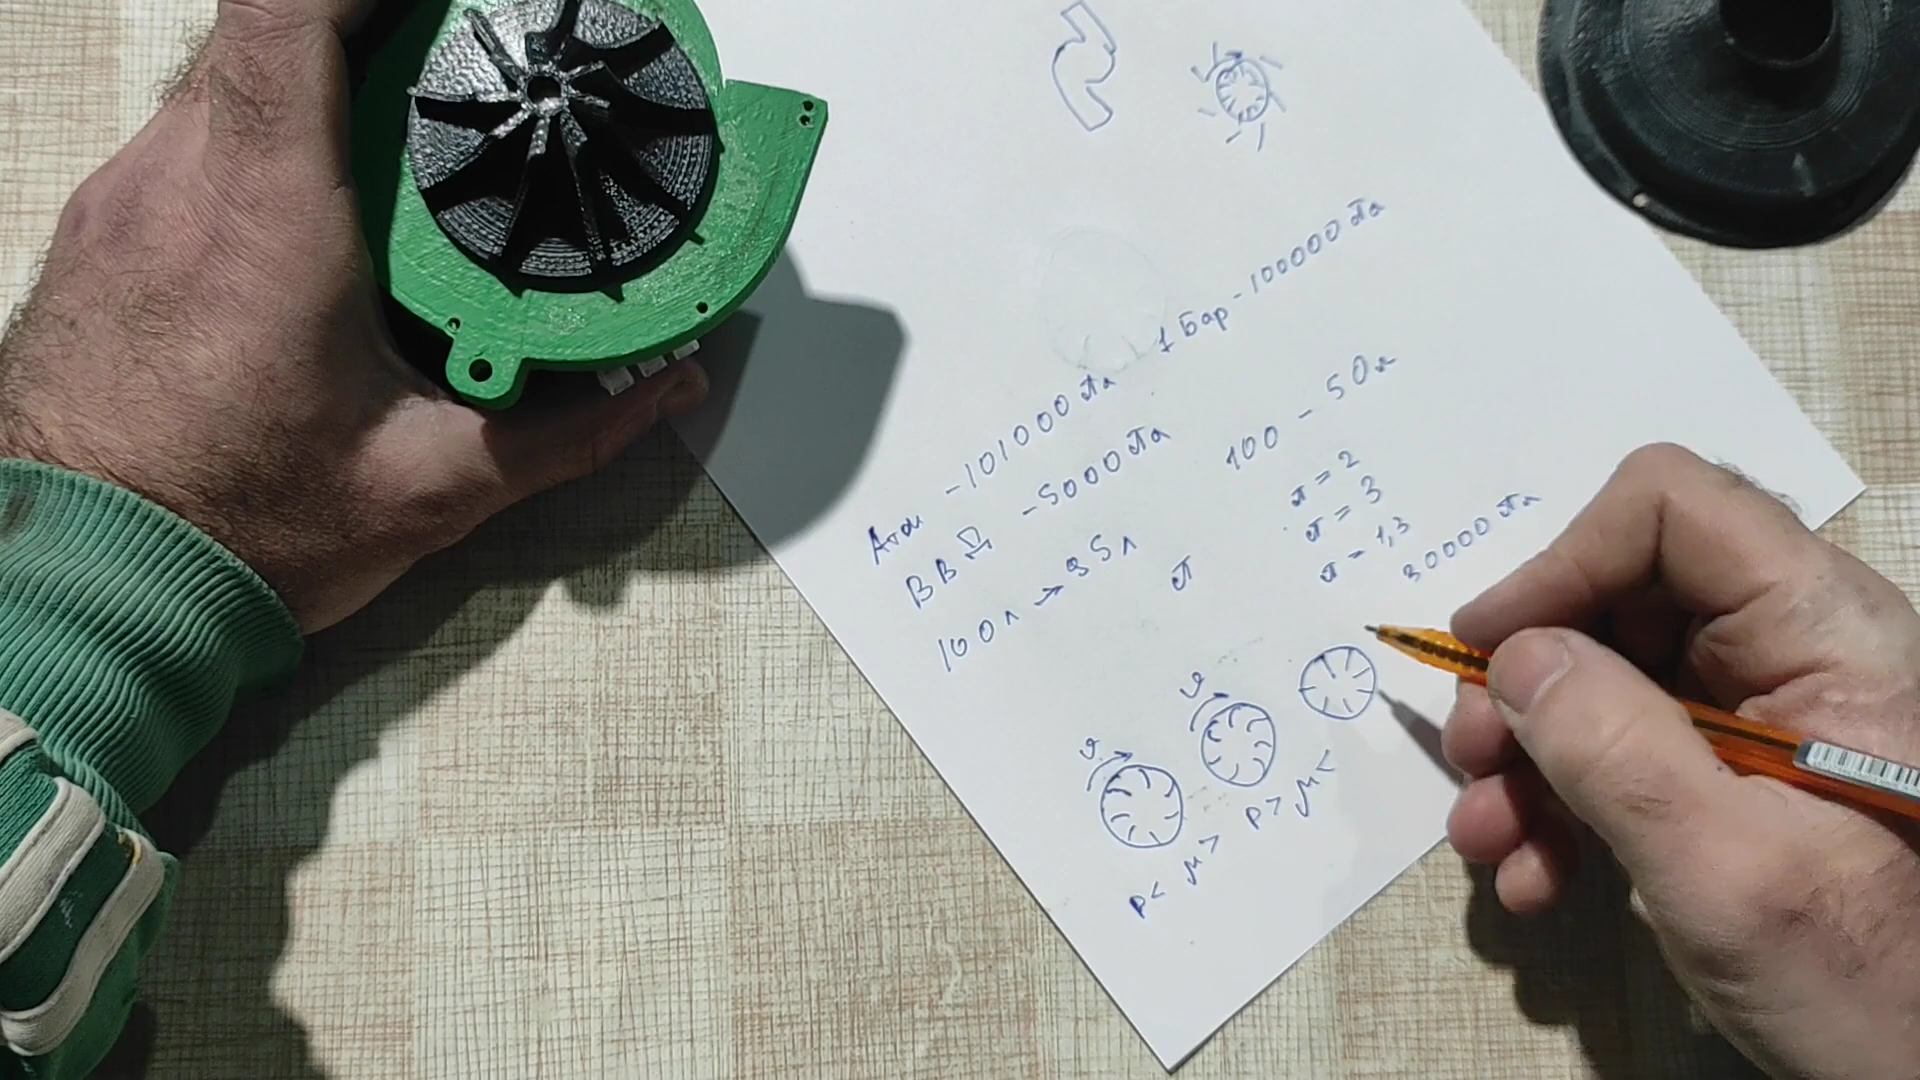 1 Бар - 100000 Па
Атм - 101000 Па
ВВД - 5000 Па
100 - 50л
100л → 95л
π
π = 2
π = 3
π = 1,3
30000 Па
P< M>
P> M<